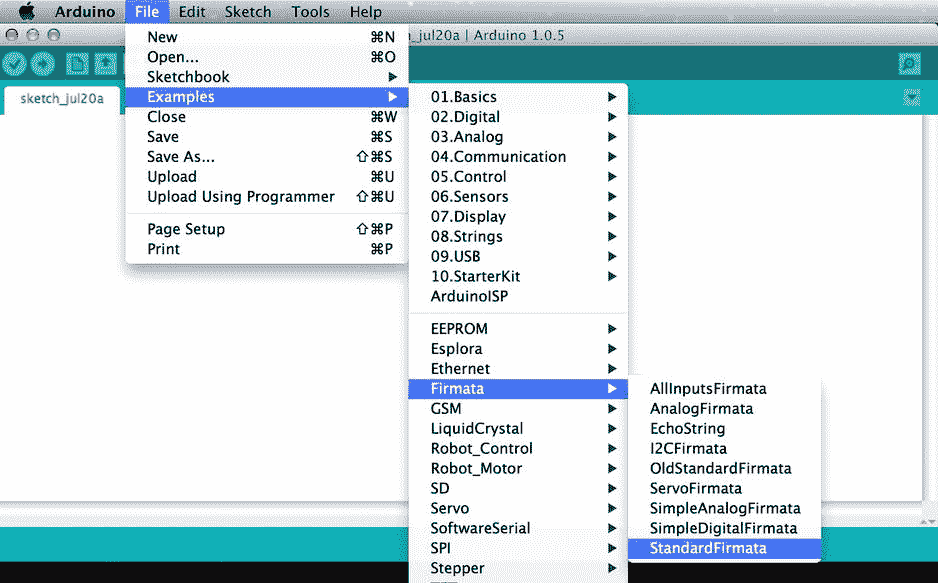 Arduino File Edit Sketch Tools Help
_jul20a | Arduino 1.0.5
sketch_jul20a
New ⌘N
Open... ⌘O
Sketchbook
Examples
Close ⌘W
Save ⌘S
Save As... ⇧⌘S
Upload ⌘U
Upload Using Programmer ⇧⌘U
Page Setup ⇧⌘P
Print ⌘P
01.Basics
02.Digital
03.Analog
04.Communication
05.Control
06.Sensors
07.Display
08.Strings
09.USB
10.StarterKit
ArduinoISP
EEPROM
Esplora
Ethernet
Firmata
GSM
LiquidCrystal
Robot_Control
Robot_Motor
SD
Servo
SoftwareSerial
SPI
Stepper
AllInputsFirmata
AnalogFirmata
EchoString
I2CFirmata
OldStandardFirmata
ServoFirmata
SimpleAnalogFirmata
SimpleDigitalFirmata
StandardFirmata